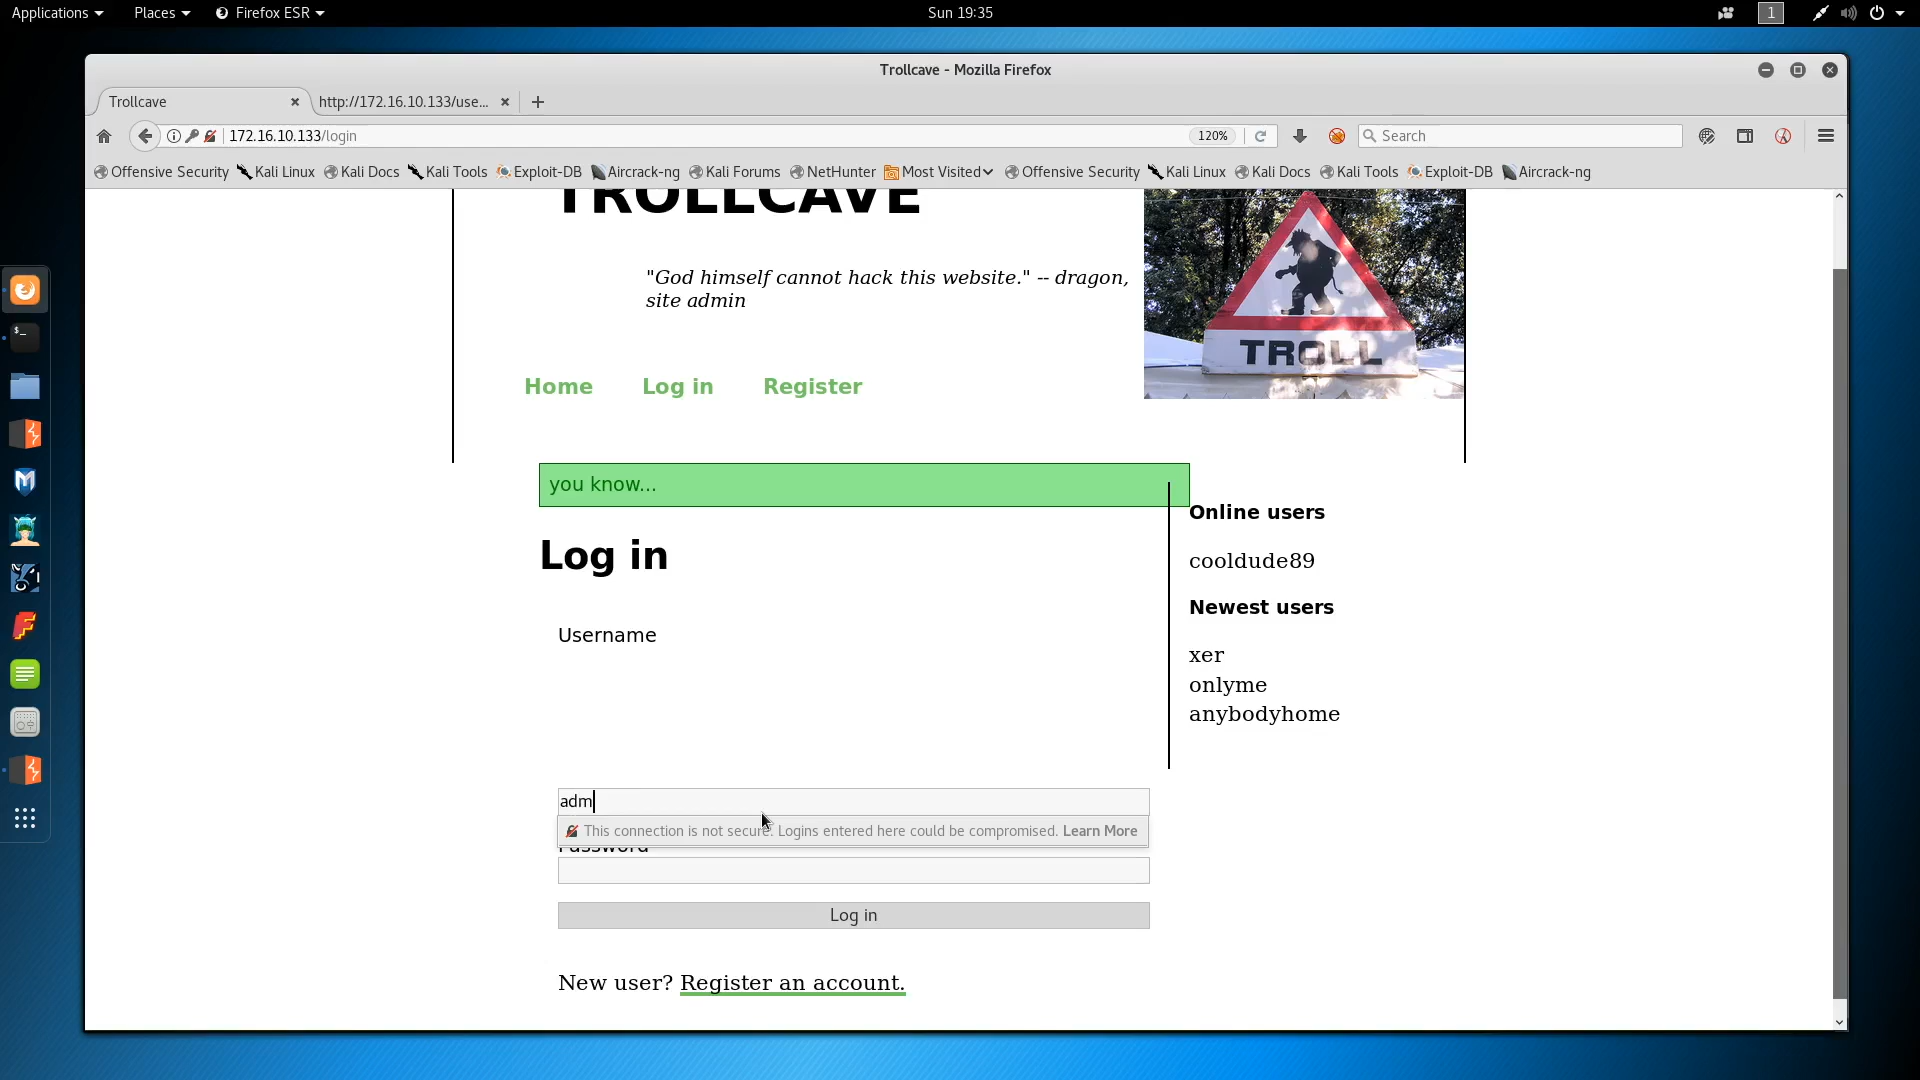 Applications Places Firefox ESR Sun 19:35 1
Trollcave - Mozilla Firefox
Trollcave http://172.16.10.133/use...
172.16.10.133/login 120% Search
Offensive Security Kali Linux Kali Docs Kali Tools Exploit-DB Aircrack-ng Kali Forums NetHunter Most Visited Offensive Security Kali Linux Kali Docs Kali Tools Exploit-DB Aircrack-ng
TROLLCAVE
"God himself cannot hack this website." -- dragon,
site admin
TROLL
Home Log in Register
you know...
Log in
Username
adm
This connection is not secure. Logins entered here could be compromised. Learn More
Password
Log in
New user? Register an account.
Online users
cooldude89
Newest users
xer
onlyme
anybodyhome